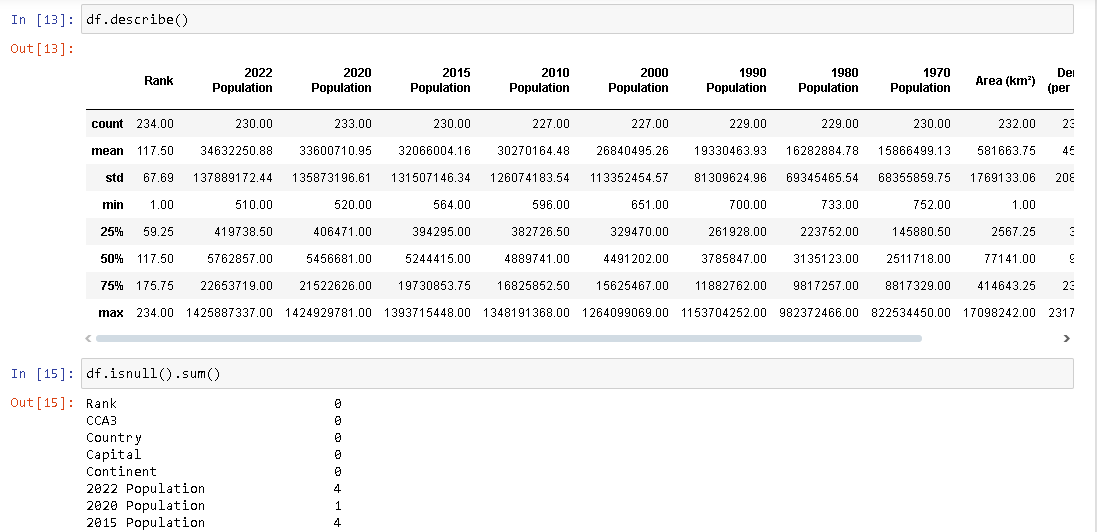 In [13]: df.describe()
Out[13]:
Rank 2022 Population 2020 Population 2015 Population 2010 Population 2000 Population 1990 Population 1980 Population 1970 Population Area (km²) (per
count 234.00 230.00 233.00 230.00 227.00 227.00 229.00 229.00 230.00 232.00 23
mean 117.50 34632250.88 33600710.95 32066004.16 30270164.48 26840495.26 19330463.93 16282884.78 15866499.13 581663.75 45
std 67.69 137889172.44 135873196.61 131507146.34 126074183.54 113352454.57 81309624.96 69345465.54 68355859.75 1769133.06 208
min 1.00 510.00 520.00 564.00 596.00 651.00 700.00 733.00 752.00 1.00
25% 59.25 419738.50 406471.00 394295.00 382726.50 329470.00 261928.00 223752.00 145880.50 2567.25
50% 117.50 5762857.00 5456681.00 5244415.00 4889741.00 4491202.00 3785847.00 3135123.00 2511718.00 77141.00
75% 175.75 22653719.00 21522626.00 19730853.75 16825852.50 15625467.00 11882762.00 9817257.00 8817329.00 414643.25 23
max 234.00 1425887337.00 1424929781.00 1393715448.00 1348191368.00 1264099069.00 1153704252.00 982372466.00 822534450.00 17098242.00 2317
In [15]: df.isnull().sum()
Out[15]: Rank 0
CCA3 0
Country 0
Capital 0
Continent 0
2022 Population 4
2020 Population 1
2015 Population 4